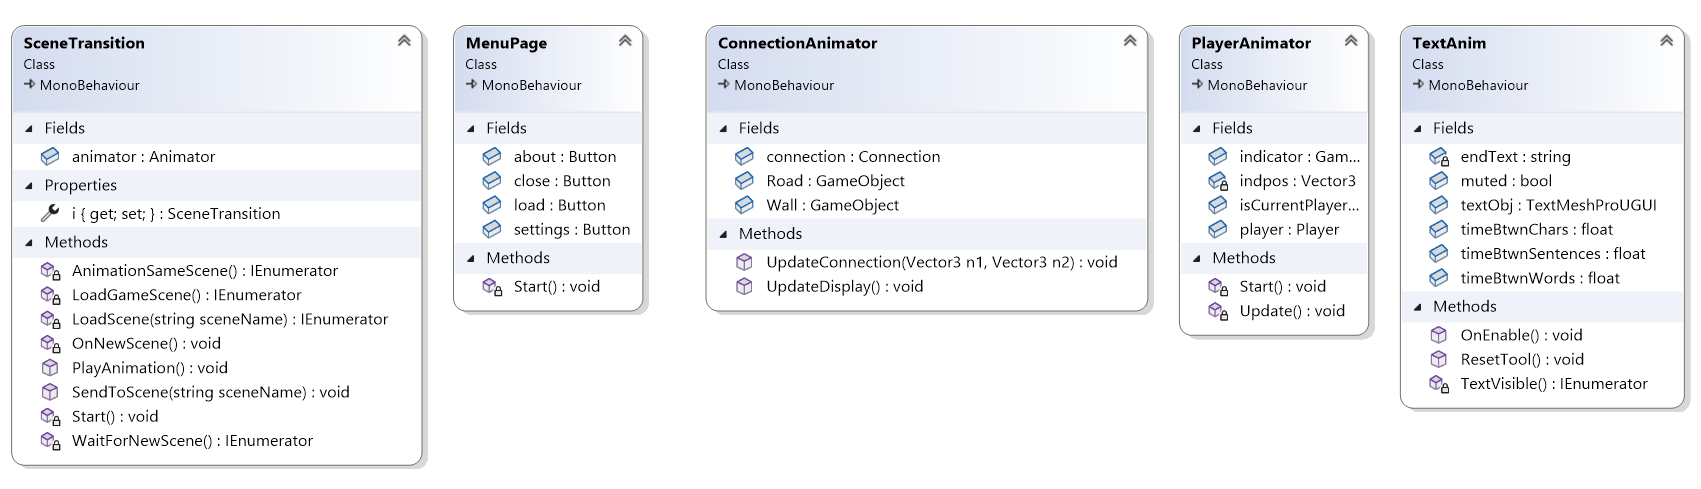 SceneTransition
Class
MonoBehaviour
Fields
animator : Animator
Properties
i { get; set; } : SceneTransition
Methods
AnimationSameScene() : IEnumerator
LoadGameScene() : IEnumerator
LoadScene(string sceneName) : IEnumerator
OnNewScene() : void
PlayAnimation() : void
SendToScene(string sceneName) : void
Start() : void
WaitForNewScene() : IEnumerator
MenuPage
Class
MonoBehaviour
Fields
about : Button
close : Button
load : Button
settings : Button
Methods
Start() : void
ConnectionAnimator
Class
MonoBehaviour
Fields
connection : Connection
Road : GameObject
Wall : GameObject
Methods
UpdateConnection(Vector3 n1, Vector3 n2) : void
UpdateDisplay() : void
PlayerAnimator
Class
MonoBehaviour
Fields
indicator : Gam...
indpos : Vector3
isCurrentPlayer...
player : Player
Methods
Start() : void
Update() : void
TextAnim
Class
MonoBehaviour
Fields
endText : string
muted : bool
textObj : TextMeshProUGUI
timeBtwnChars : float
timeBtwnSentences : float
timeBtwnWords : float
Methods
OnEnable() : void
ResetTool() : void
TextVisible() : IEnumerator